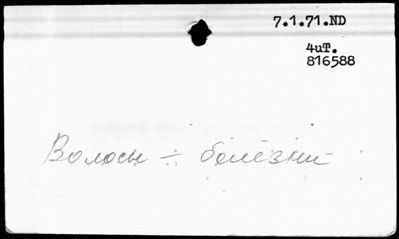 7.1.71.ND
4uT.
816588
Волосы ÷ болезни